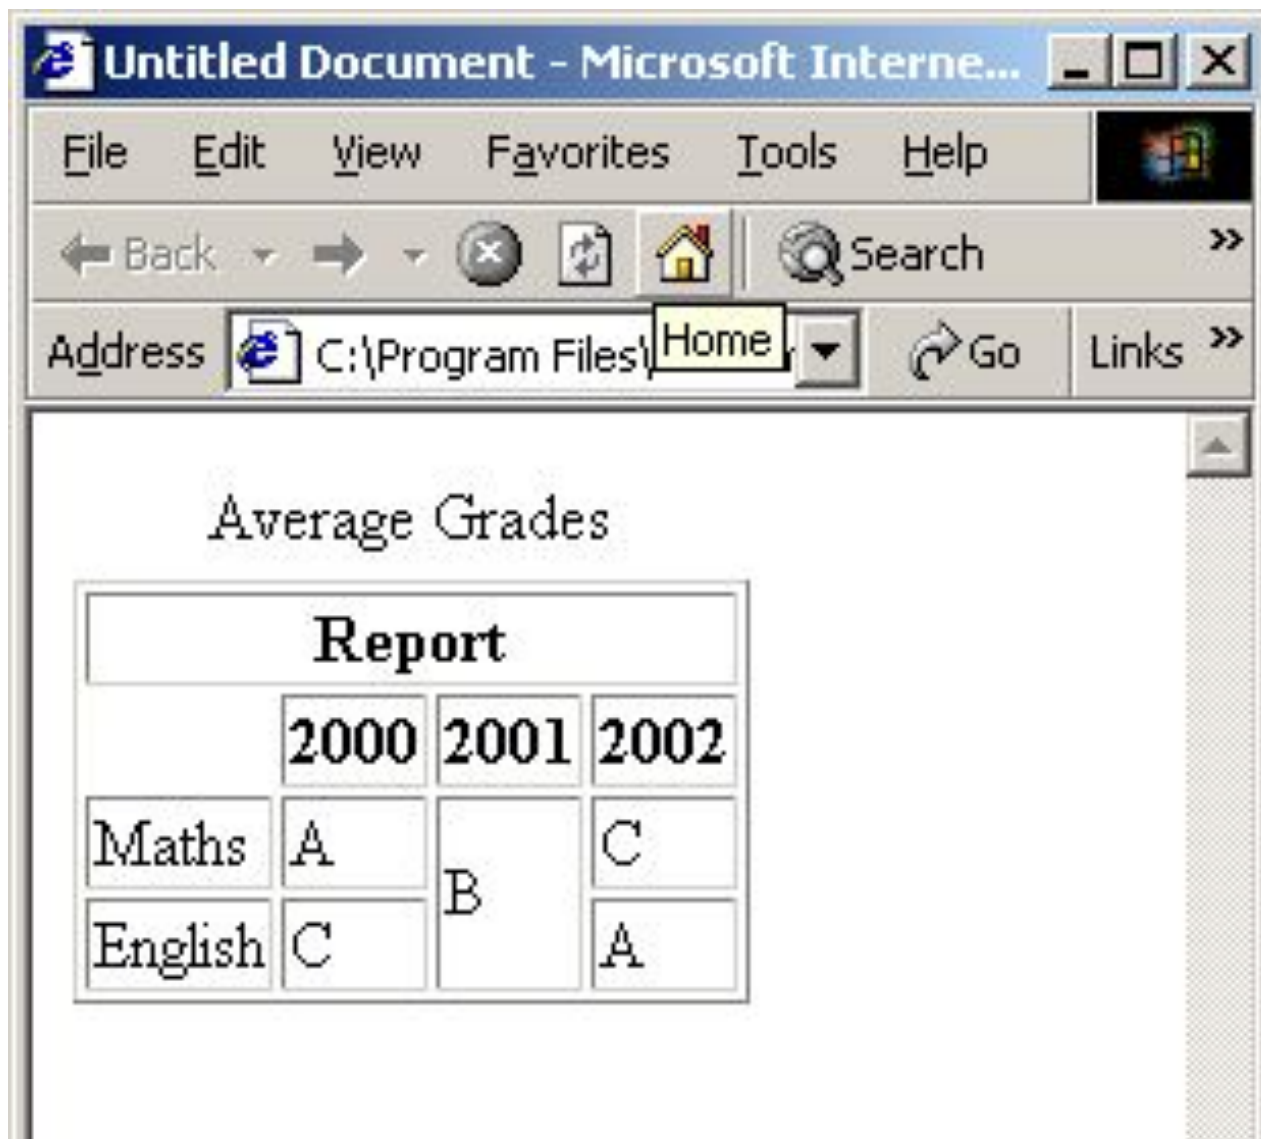 Untitled Document - Microsoft Interne...
File Edit View Favorites Tools Help
Back Search »
Address C:\Program Files\ Home Go Links »
Average Grades
Report
2000 2001 2002
Maths A B C
English C A